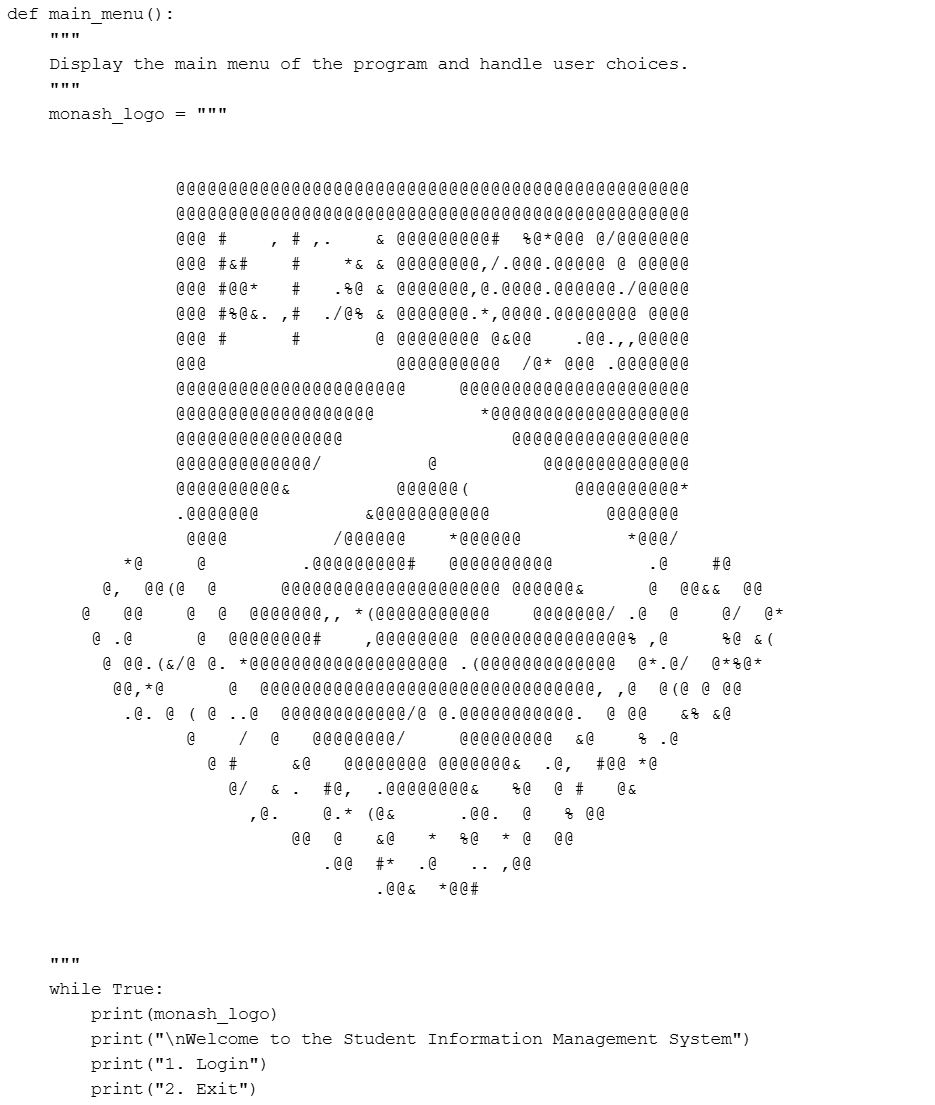 def main_menu():
    """
    Display the main menu of the program and handle user choices.
    """
    monash_logo = """
                @@@@@@@@@@@@@@@@@@@@@@@@@@@@@@@@@@@@@@@@@@@@@@@@@
                @@@@@@@@@@@@@@@@@@@@@@@@@@@@@@@@@@@@@@@@@@@@@@@@@
                @@@ #    , # ,.    & @@@@@@@@@#  %@*@@@ @/@@@@@@@
                @@@ #&#    #    *& & @@@@@@@@,/.@@@.@@@@@ @ @@@@@
                @@@ #@@*   #   .%@ & @@@@@@@,@.@@@@.@@@@@@./@@@@@
                @@@ #%@&. ,#  ./@% & @@@@@@@.*,@@@@.@@@@@@@@ @@@@
                @@@ #      #       @ @@@@@@@@ @&@@    .@@.,,@@@@@
                @@@                  @@@@@@@@@@  /@* @@@ .@@@@@@@
                @@@@@@@@@@@@@@@@@@@@@@     @@@@@@@@@@@@@@@@@@@@@@
                @@@@@@@@@@@@@@@@@@@          *@@@@@@@@@@@@@@@@@@@
                @@@@@@@@@@@@@@@@                @@@@@@@@@@@@@@@@@
                @@@@@@@@@@@@@/          @          @@@@@@@@@@@@@@
                @@@@@@@@@@&          @@@@@@(          @@@@@@@@@@*
                .@@@@@@@          &@@@@@@@@@@@           @@@@@@@
                 @@@@          /@@@@@@    *@@@@@@          *@@@/
           *@     @         .@@@@@@@@@#   @@@@@@@@@@         .@    #@
         @,  @@(@  @      @@@@@@@@@@@@@@@@@@@@@ @@@@@@&      @  @@&&  @@
       @   @@    @  @  @@@@@@@,, *(@@@@@@@@@@@    @@@@@@@/ .@  @    @/  @*
        @ .@      @  @@@@@@@@#    ,@@@@@@@@ @@@@@@@@@@@@@@@% ,@     %@ &(
         @ @@.(&/@ @. *@@@@@@@@@@@@@@@@@@@ .(@@@@@@@@@@@@@  @*.@/  @*%@*
          @@,*@      @  @@@@@@@@@@@@@@@@@@@@@@@@@@@@@@@@, ,@  @(@ @ @@
           .@. @ ( @ ..@  @@@@@@@@@@@@/@ @.@@@@@@@@@@@.  @ @@   &% &@
                 @    /  @   @@@@@@@@/     @@@@@@@@@  &@    % .@
                   @ #     &@   @@@@@@@@ @@@@@@@&  .@,  #@@ *@
                     @/  & .  #@,  .@@@@@@@@&   %@  @ #   @&
                       ,@.    @.* (@&      .@@.  @   % @@
                           @@  @   &@   *  %@  * @  @@
                              .@@  #*  .@   .. ,@@
                                   .@@&  *@@#
    """
    while True:
        print(monash_logo)
        print("\nWelcome to the Student Information Management System")
        print("1. Login")
        print("2. Exit")